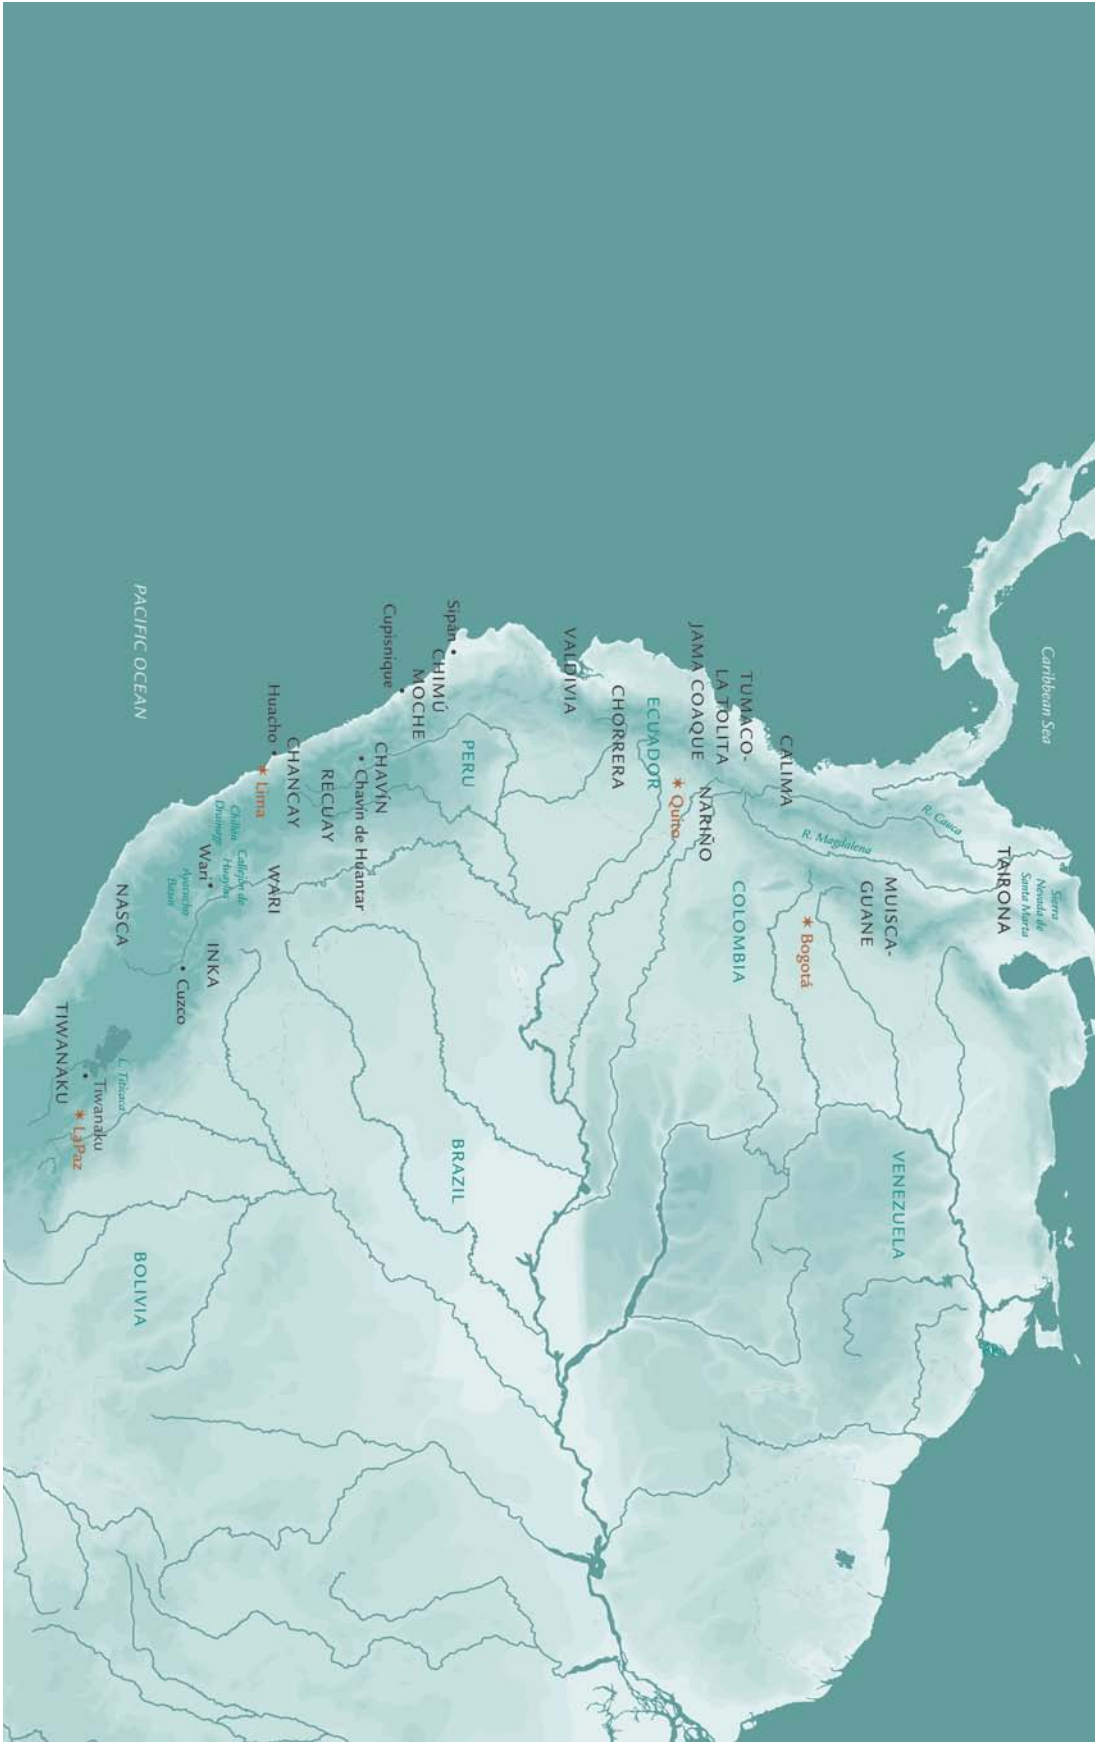 Caribbean Sea
Sierra
Nevada de
Santa Marta
TAIRONA
R. Cauca
R. Magdalena
MUISCA-
GUANE
VENEZUELA
CALIMA
Bogotá
TUMACO-
LA TOLITA
COLOMBIA
JAMA COAQUE
NARIÑO
Quito
ECUADOR
CHORRERA
VALDIVIA
PERU
Sipán
CHIMÚ
MOCHE
Cupisnique
BRAZIL
CHAVÍN
Chavín de Huantar
RECUAY
CHANCAY
Huacho
Lima
WARI
Callejón de
Huaylas
Chillón
Drainage
Wari
INKA
Ayacucho
Basin
Cuzco
PACIFIC OCEAN
BOLIVIA
NASCA
L. Titicaca
Tiwanaku
LaPaz
TIWANAKU